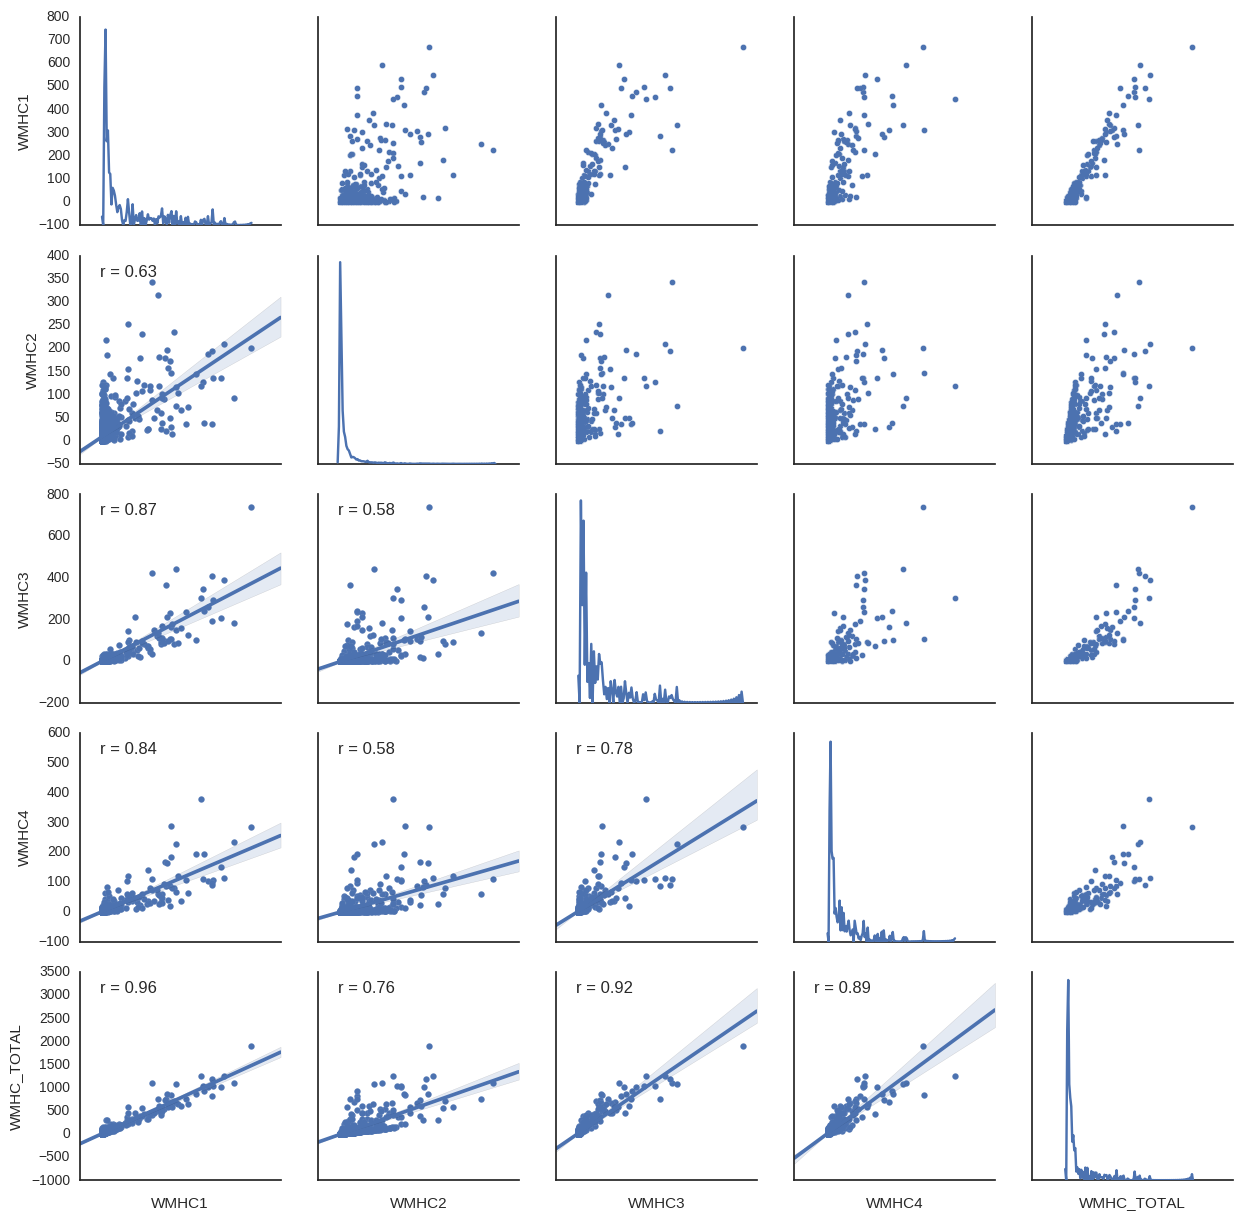 800
700
600
500
400
300
200
100
0
−100
WMHC1
400
350
300
250
200
150
100
50
0
−50
WMHC2
r = 0.63
800
600
400
200
0
−200
WMHC3
r = 0.87
r = 0.58
600
500
400
300
200
100
0
−100
WMHC4
r = 0.84
r = 0.58
r = 0.78
3500
3000
2500
2000
1500
1000
500
0
−500
−1000
WMHC_TOTAL
r = 0.96
r = 0.76
r = 0.92
r = 0.89
WMHC1
WMHC2
WMHC3
WMHC4
WMHC_TOTAL